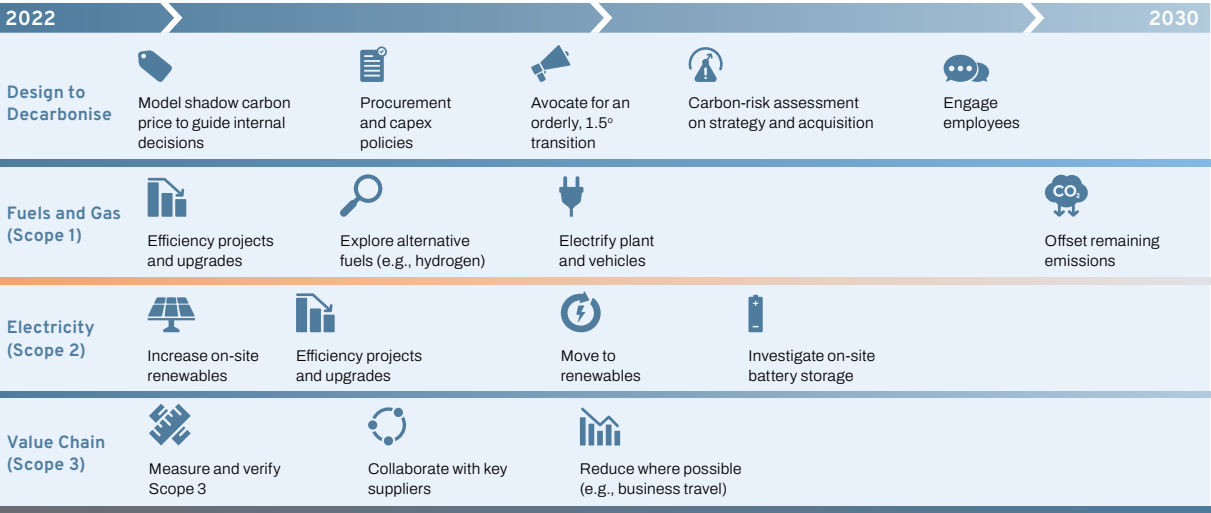 2022
2030
Design to
Decarbonise
Model shadow carbon
price to guide internal
decisions
Procurement
and capex
policies
Avocate for an
orderly, 1.5º
transition
Carbon-risk assessment
on strategy and acquisition
Engage
employees
Fuels and Gas
(Scope 1)
Efficiency projects
and upgrades
Explore alternative
fuels (e.g., hydrogen)
Electrify plant
and vehicles
CO₂
Offset remaining
emissions
Electricity
(Scope 2)
Increase on-site
renewables
Efficiency projects
and upgrades
Move to
renewables
Investigate on-site
battery storage
Value Chain
(Scope 3)
Measure and verify
Scope 3
Collaborate with key
suppliers
Reduce where possible
(e.g., business travel)